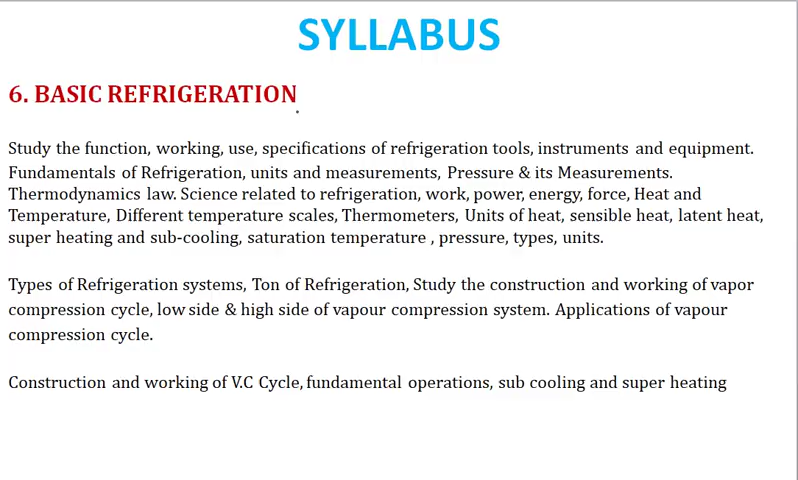 SYLLABUS
6. BASIC REFRIGERATION
Study the function, working, use, specifications of refrigeration tools, instruments and equipment.
Fundamentals of Refrigeration, units and measurements, Pressure & its Measurements.
Thermodynamics law. Science related to refrigeration, work, power, energy, force, Heat and
Temperature, Different temperature scales, Thermometers, Units of heat, sensible heat, latent heat,
super heating and sub-cooling, saturation temperature , pressure, types, units.
Types of Refrigeration systems, Ton of Refrigeration, Study the construction and working of vapor
compression cycle, low side & high side of vapour compression system. Applications of vapour
compression cycle.
Construction and working of V.C Cycle, fundamental operations, sub cooling and super heating